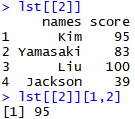 > lst[[2]]
names score
1 Kim 95
2 Yamasaki 83
3 Liu 100
4 Jackson 39
> lst[[2]][1,2]
[1] 95